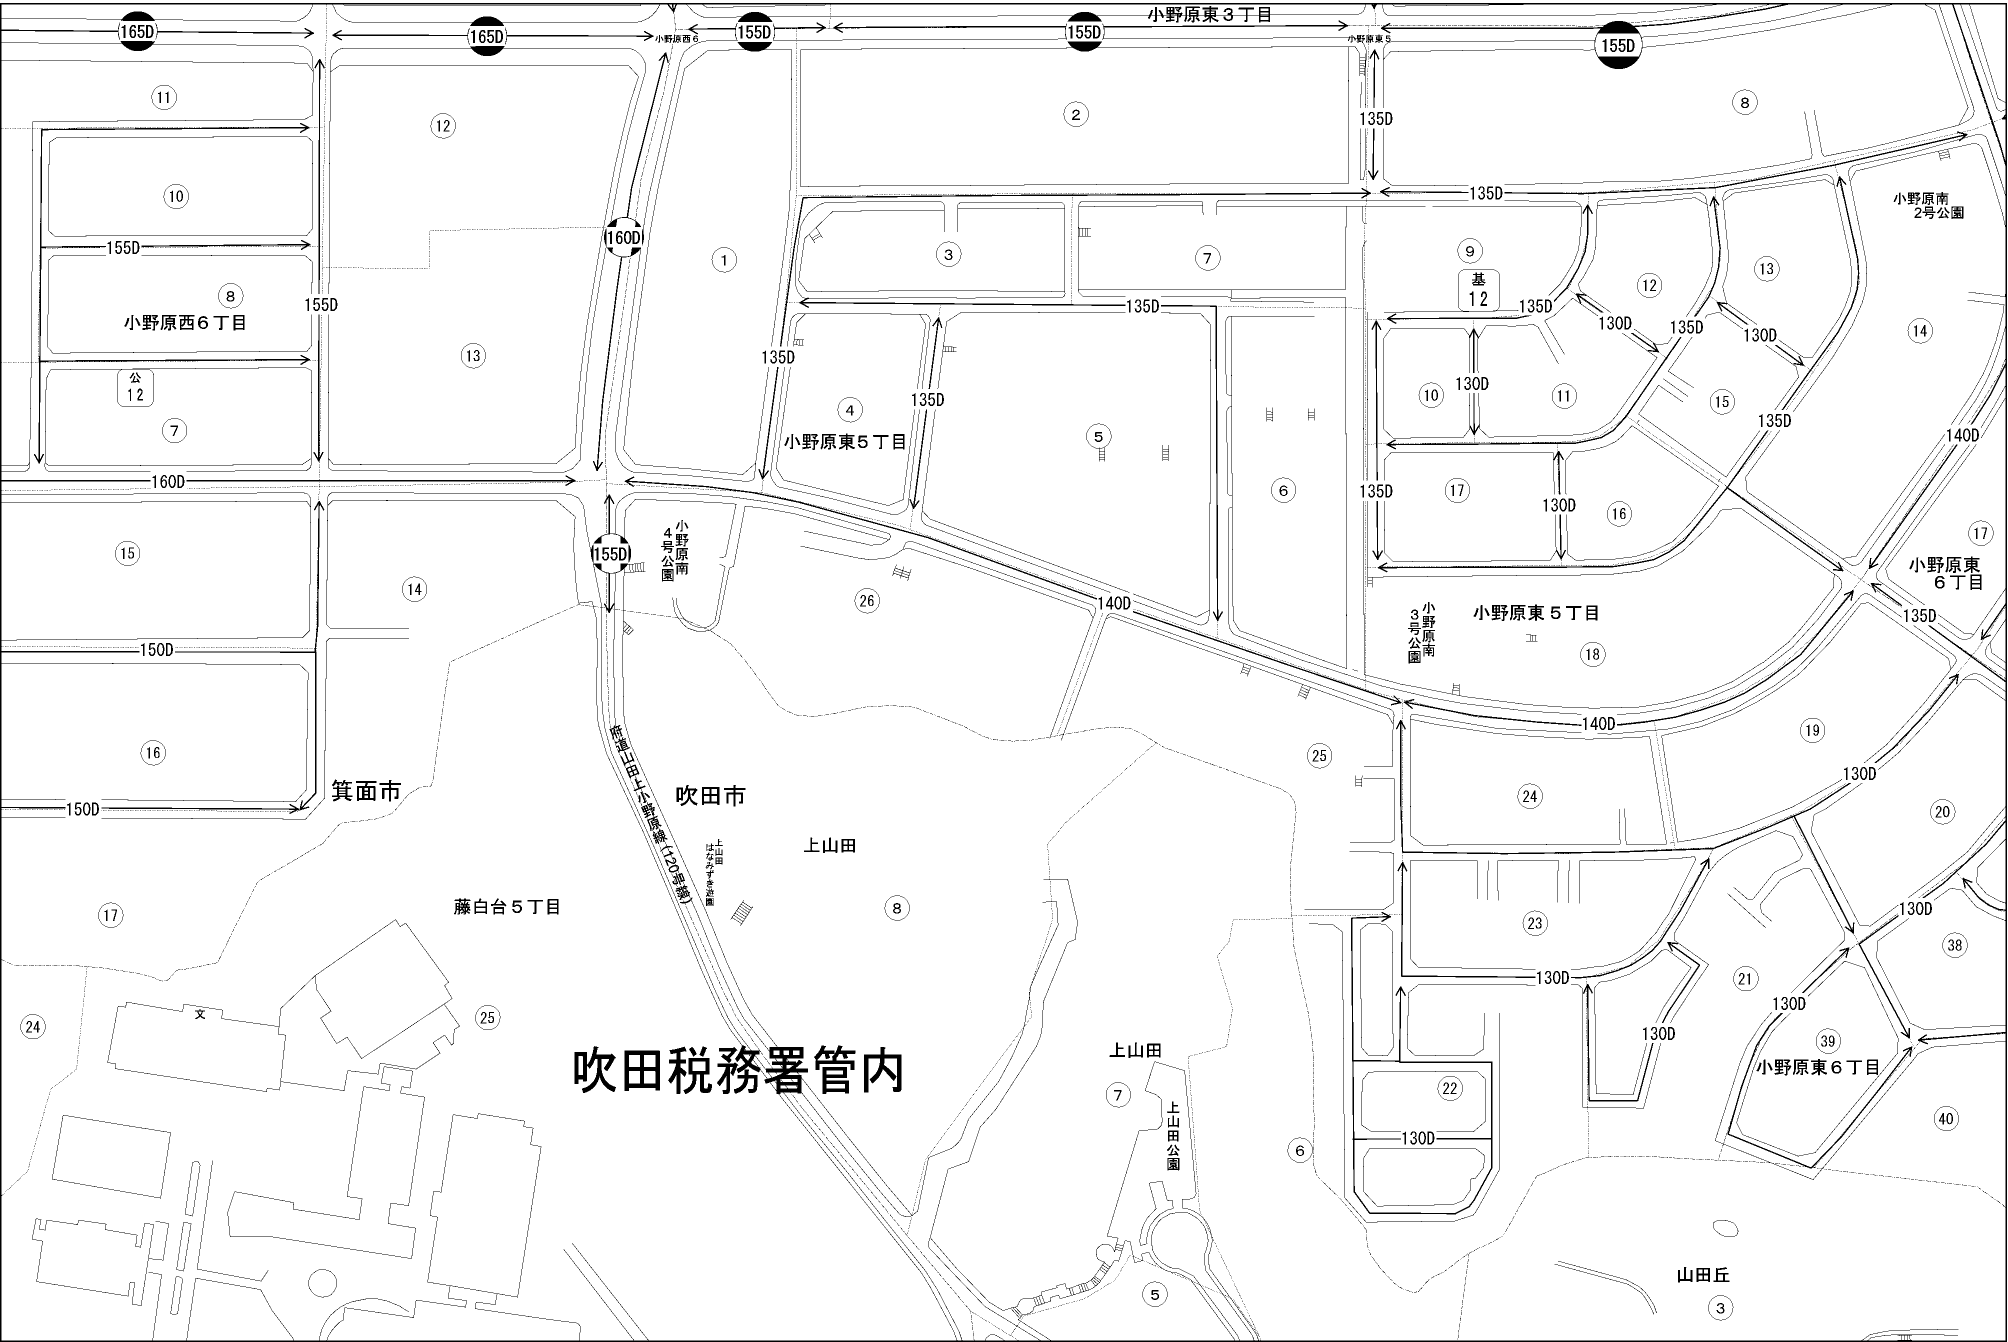 小野原東３丁目
165D
165D
小野原西６
155D
155D
小野原東５
155D
11
12
2
8
135D
10
135D
小野原南
2号公園
155D
160D
1
3
7
9
基
12
12
13
8
小野原西６丁目
155D
135D
135D
130D
135D
130D
14
13
135D
公
12
7
4
小野原東５丁目
135D
5
130D
10
11
15
135D
140D
160D
6
135D
17
130D
16
15
155D
小野原南
4号公園
17
小野原東
６丁目
14
26
140D
小野原南
3号公園
小野原東５丁目
135D
150D
18
140D
19
16
箕面市
府道山田上小野原線(120号線)
吹田市
25
130D
150D
24
20
上山田
上山田
はなみずき遊園
藤白台５丁目
8
17
23
130D
38
24
文
25
130D
21
130D
130D
39
小野原東６丁目
吹田税務署管内
上山田
7
上山田公園
22
130D
6
40
5
山田丘
3